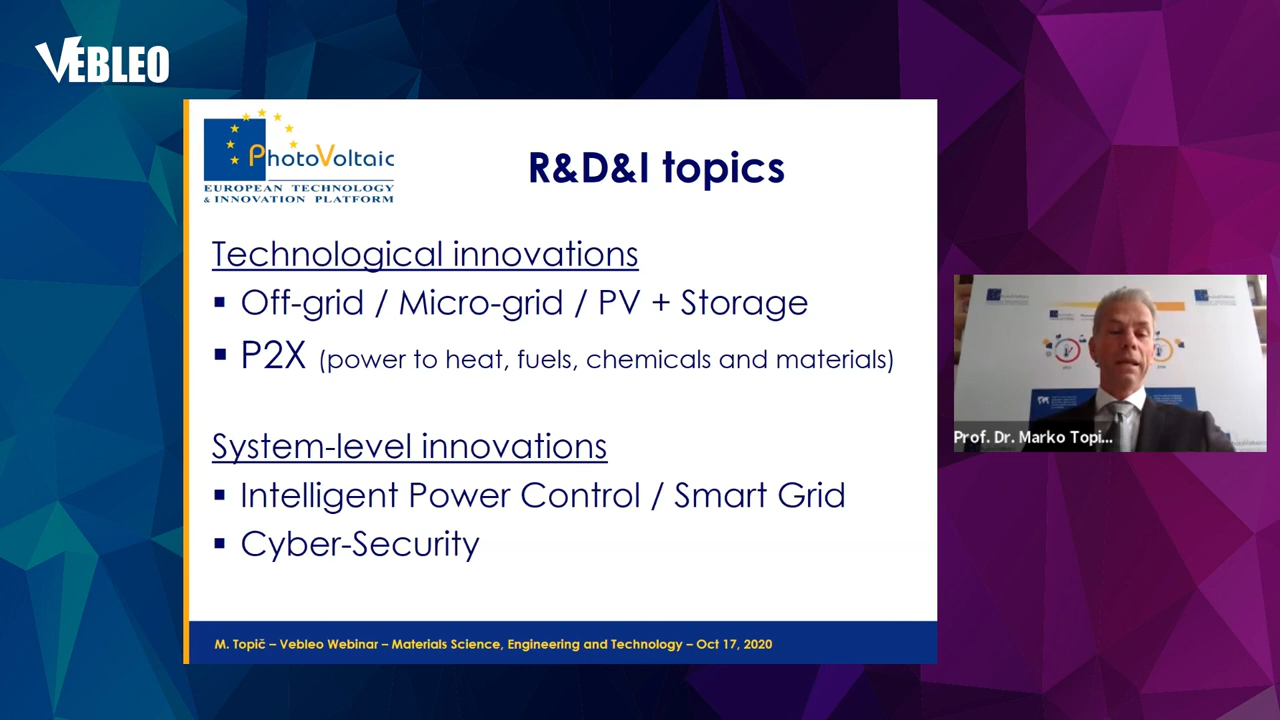 VEBLEO
PhotoVoltaic
EUROPEAN TECHNOLOGY
& INNOVATION PLATFORM
R&D&I topics
Technological innovations
▪ Off-grid / Micro-grid / PV + Storage
▪ P2X (power to heat, fuels, chemicals and materials)
System-level innovations
▪ Intelligent Power Control / Smart Grid
▪ Cyber-Security
M. Topič – Vebleo Webinar – Materials Science, Engineering and Technology – Oct 17, 2020
Prof. Dr. Marko Topi...